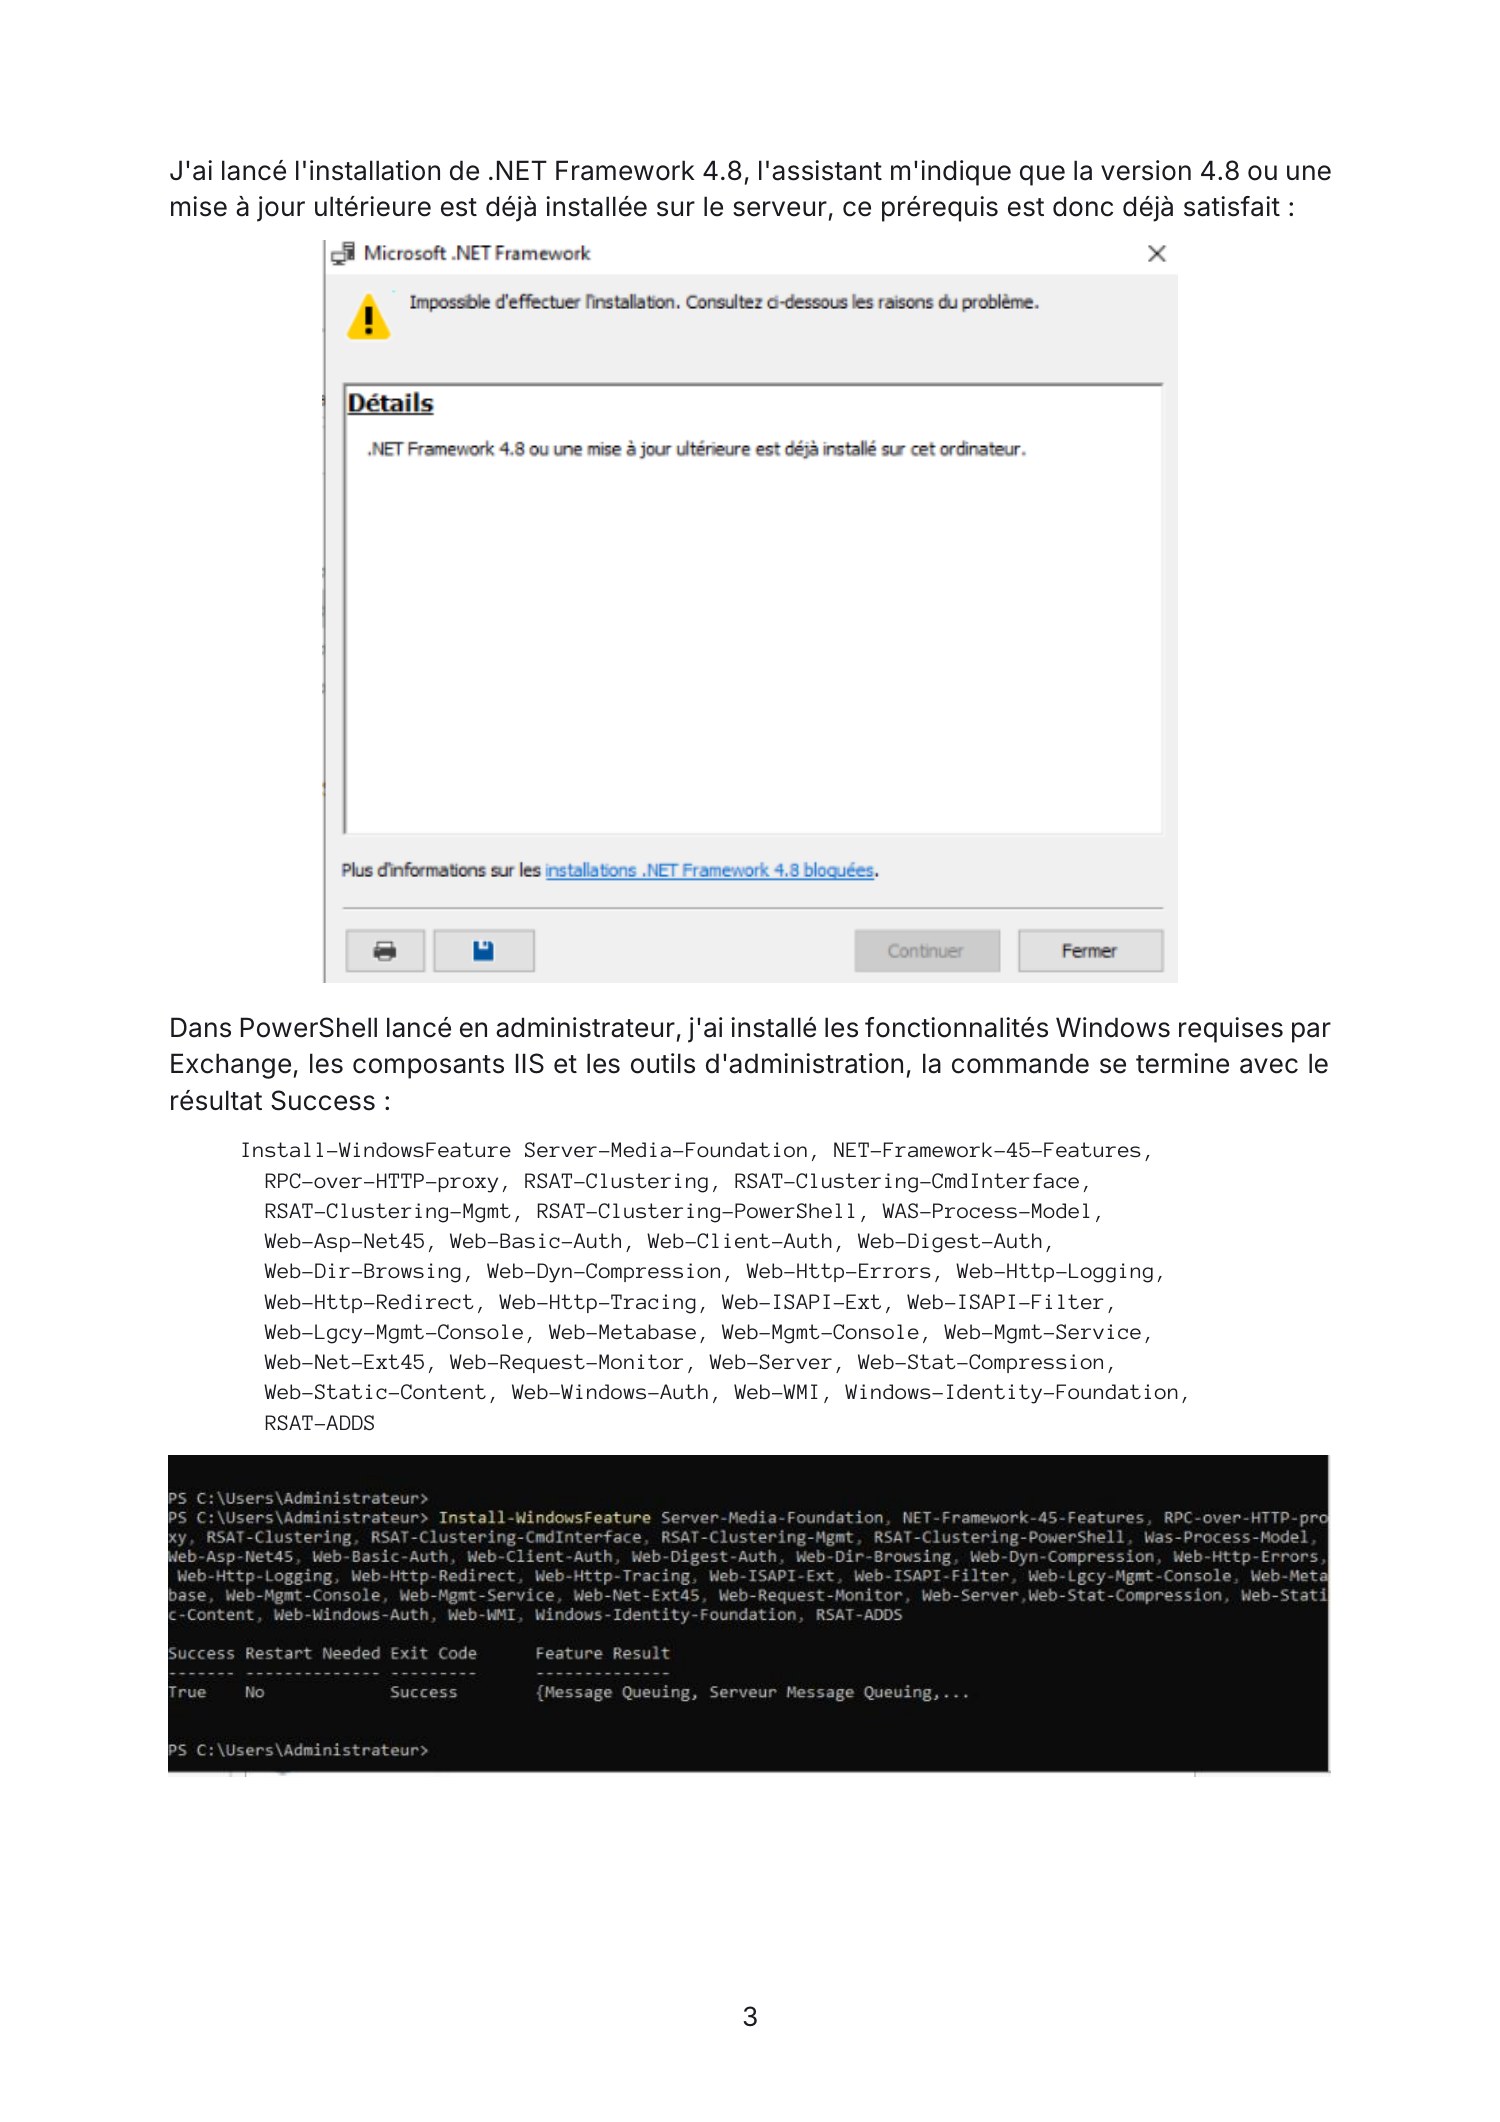 J'ai lancé l'installation de .NET Framework 4.8, l'assistant m'indique que la version 4.8 ou une
mise à jour ultérieure est déjà installée sur le serveur, ce prérequis est donc déjà satisfait :
Microsoft .NET Framework
Impossible d'effectuer l'installation. Consultez ci-dessous les raisons du problème.
Détails
.NET Framework 4.8 ou une mise à jour ultérieure est déjà installé sur cet ordinateur.
Plus d'informations sur les installations .NET Framework 4.8 bloquées.
Continuer
Fermer
Dans PowerShell lancé en administrateur, j'ai installé les fonctionnalités Windows requises par
Exchange, les composants IIS et les outils d'administration, la commande se termine avec le
résultat Success :
Install-WindowsFeature Server-Media-Foundation, NET-Framework-45-Features,
RPC-over-HTTP-proxy, RSAT-Clustering, RSAT-Clustering-CmdInterface,
RSAT-Clustering-Mgmt, RSAT-Clustering-PowerShell, WAS-Process-Model,
Web-Asp-Net45, Web-Basic-Auth, Web-Client-Auth, Web-Digest-Auth,
Web-Dir-Browsing, Web-Dyn-Compression, Web-Http-Errors, Web-Http-Logging,
Web-Http-Redirect, Web-Http-Tracing, Web-ISAPI-Ext, Web-ISAPI-Filter,
Web-Lgcy-Mgmt-Console, Web-Metabase, Web-Mgmt-Console, Web-Mgmt-Service,
Web-Net-Ext45, Web-Request-Monitor, Web-Server, Web-Stat-Compression,
Web-Static-Content, Web-Windows-Auth, Web-WMI, Windows-Identity-Foundation,
RSAT-ADDS
PS C:\Users\Administrateur>
PS C:\Users\Administrateur> Install-WindowsFeature Server-Media-Foundation, NET-Framework-45-Features, RPC-over-HTTP-pro
xy, RSAT-Clustering, RSAT-Clustering-CmdInterface, RSAT-Clustering-Mgmt, RSAT-Clustering-PowerShell, Was-Process-Model,
Web-Asp-Net45, Web-Basic-Auth, Web-Client-Auth, Web-Digest-Auth, Web-Dir-Browsing, Web-Dyn-Compression, Web-Http-Errors,
Web-Http-Logging, Web-Http-Redirect, Web-Http-Tracing, Web-ISAPI-Ext, Web-ISAPI-Filter, Web-Lgcy-Mgmt-Console, Web-Meta
base, Web-Mgmt-Console, Web-Mgmt-Service, Web-Net-Ext45, Web-Request-Monitor, Web-Server,Web-Stat-Compression, Web-Stati
c-Content, Web-Windows-Auth, Web-WMI, Windows-Identity-Foundation, RSAT-ADDS
Success Restart Needed Exit Code      Feature Result
------- -------------- ---------      --------------
True    No             Success        {Message Queuing, Serveur Message Queuing,...
PS C:\Users\Administrateur>
3